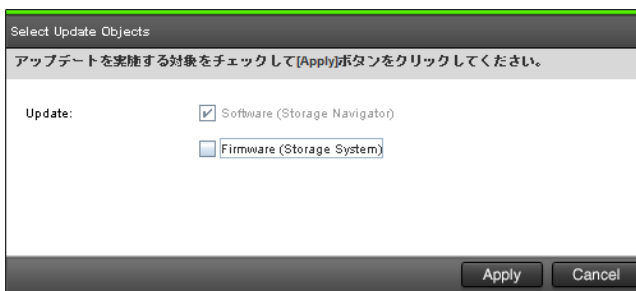 Select Update Objects
アップデートを実施する対象をチェックして[Apply]ボタンをクリックしてください。
Update:
Software (Storage Navigator)
Firmware (Storage System)
Apply Cancel